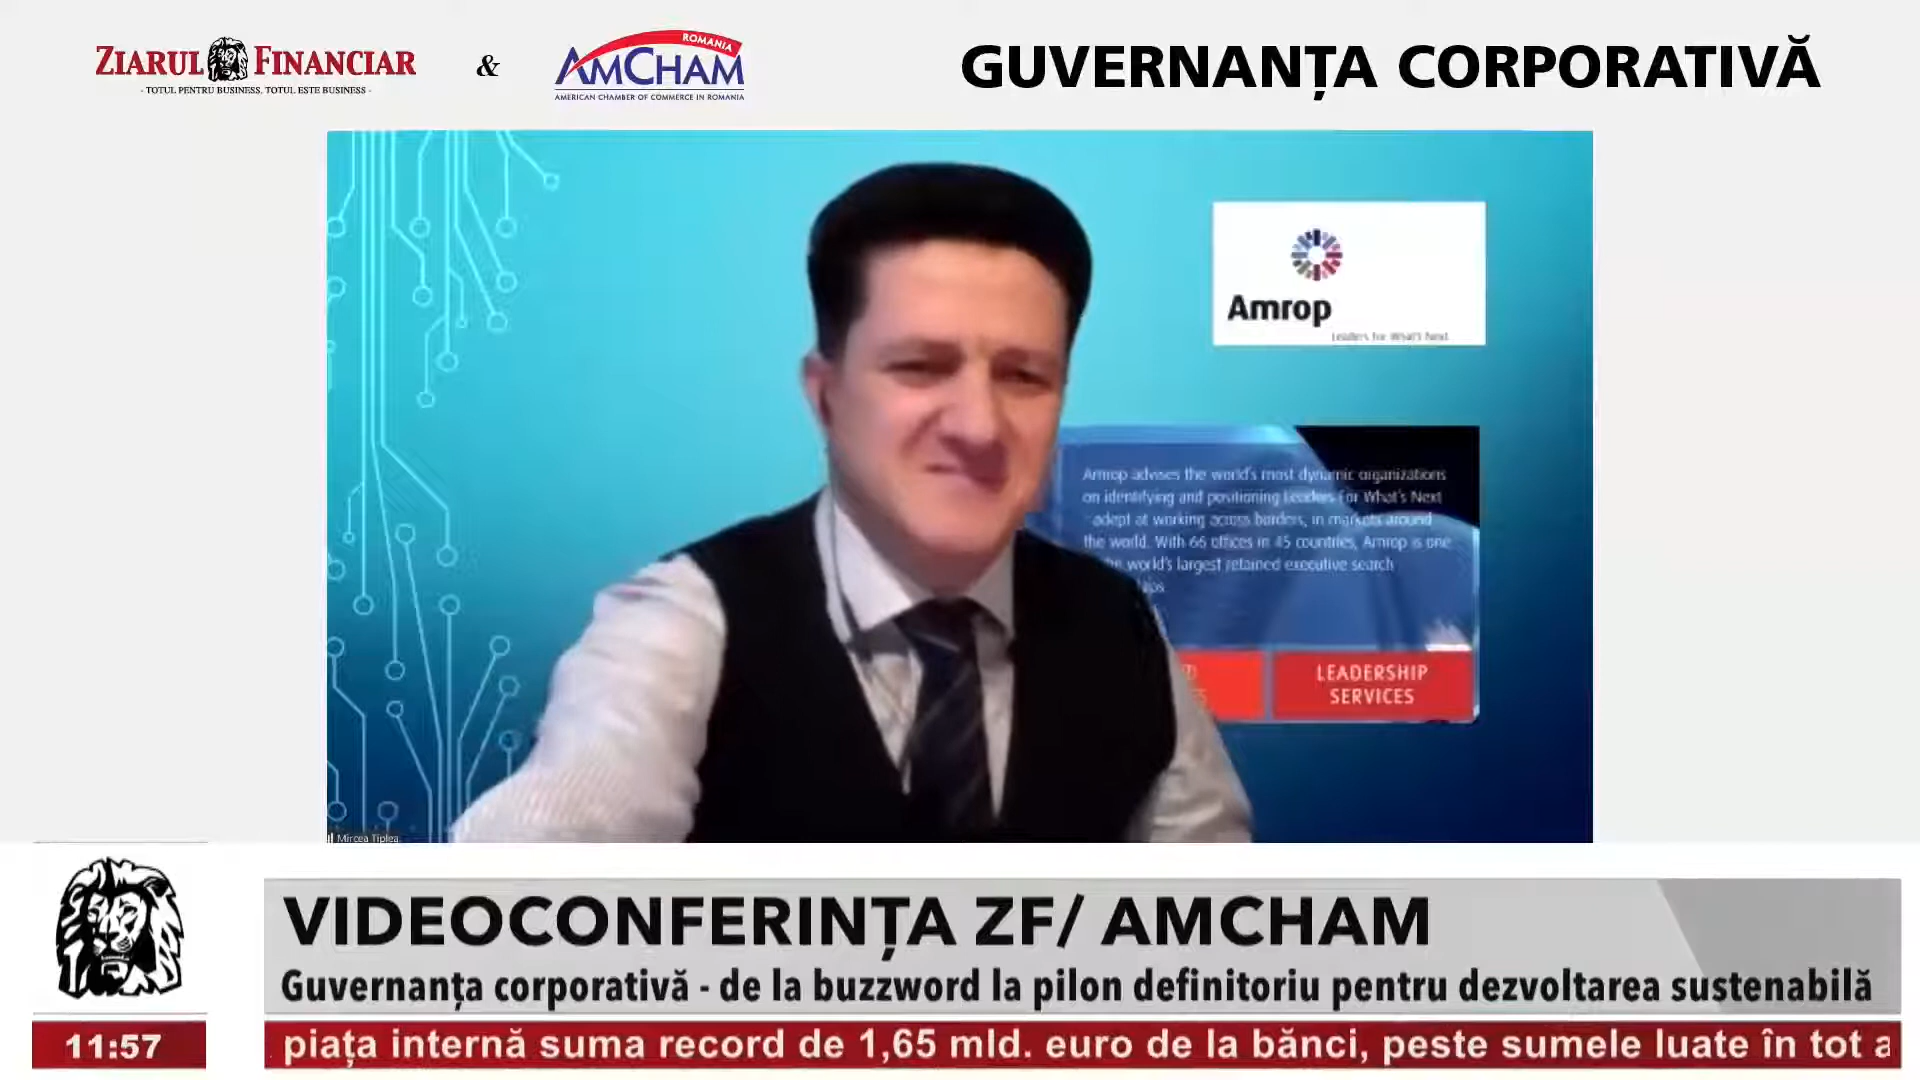 ZIARUL FINANCIAR
- TOTUL PENTRU BUSINESS. TOTUL ESTE BUSINESS -
&
ROMANIA
AMCHAM
AMERICAN CHAMBER OF COMMERCE IN ROMANIA
GUVERNANȚA CORPORATIVĂ
Amrop
Leaders For What's Next
Amrop advises the world's most dynamic organizations
on identifying and positioning Leaders For What's Next
- adept at working across borders, in markets around
the world. With 66 offices in 45 countries, Amrop is one
world's largest retained executive search
LEADERSHIP
SERVICES
Mircea Tiplea
VIDEOCONFERINȚA ZF/ AMCHAM
Guvernanța corporativă - de la buzzword la pilon definitoriu pentru dezvoltarea sustenabilă
11:57
piața internă suma record de 1,65 mld. euro de la bănci, peste sumele luate în tot a